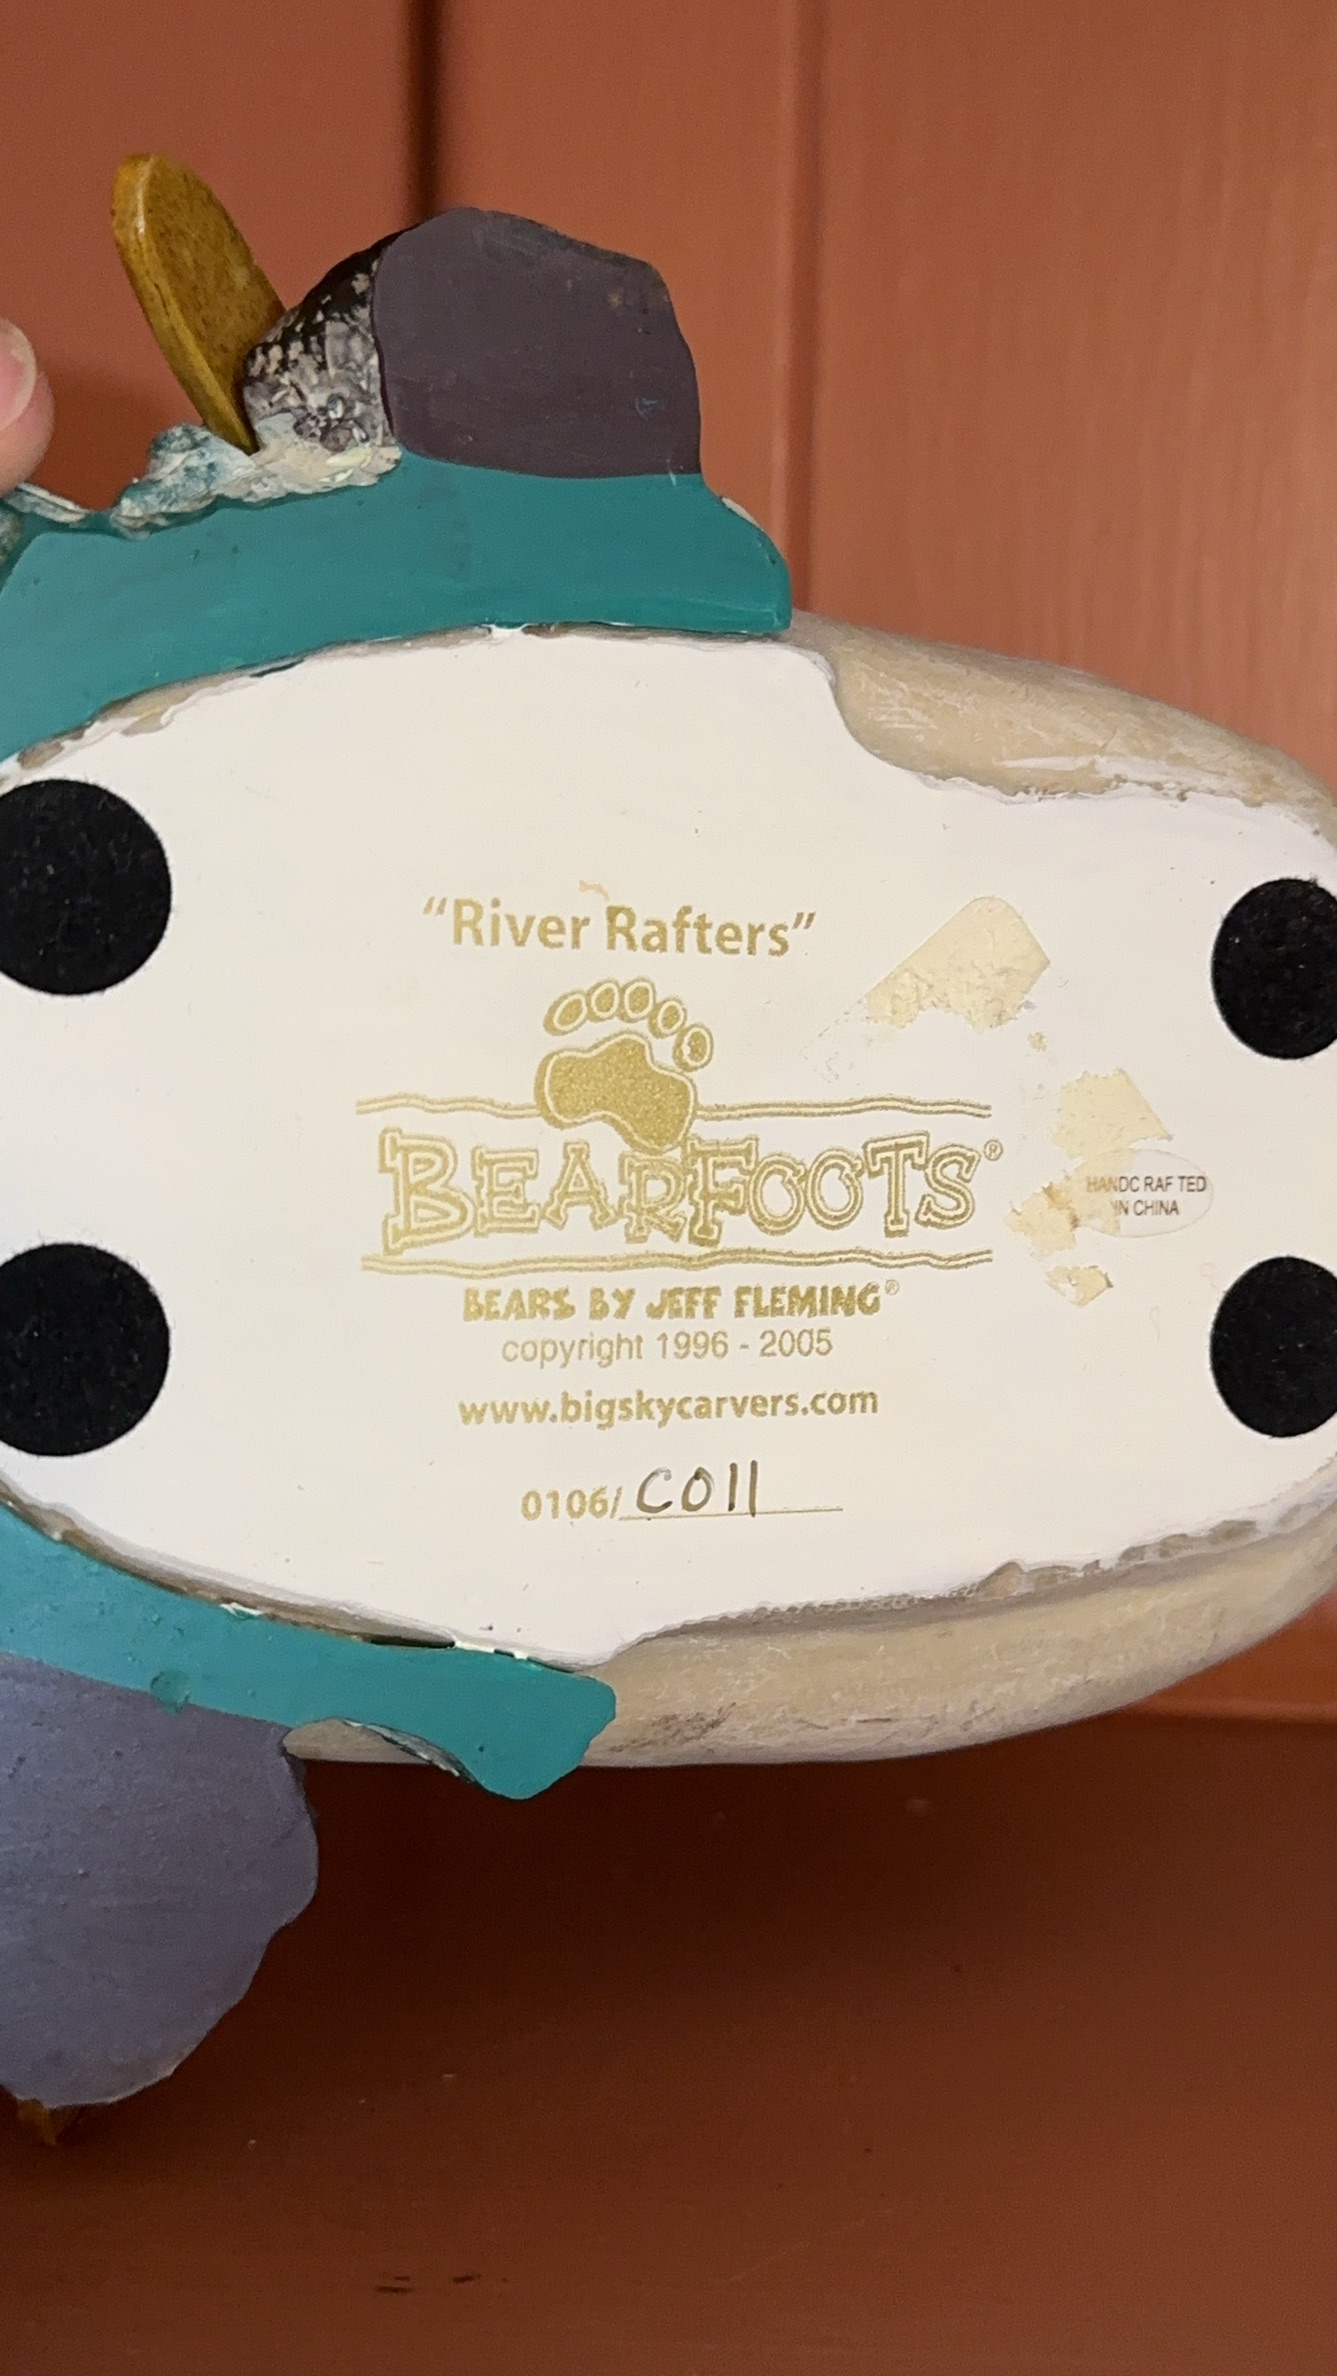 “River Rafters”
BEARFOOTS®
BEARS BY JEFF FLEMING®
copyright 1996 - 2005
www.bigskycarvers.com
0106/C011
HANDC RAF TED
IN CHINA